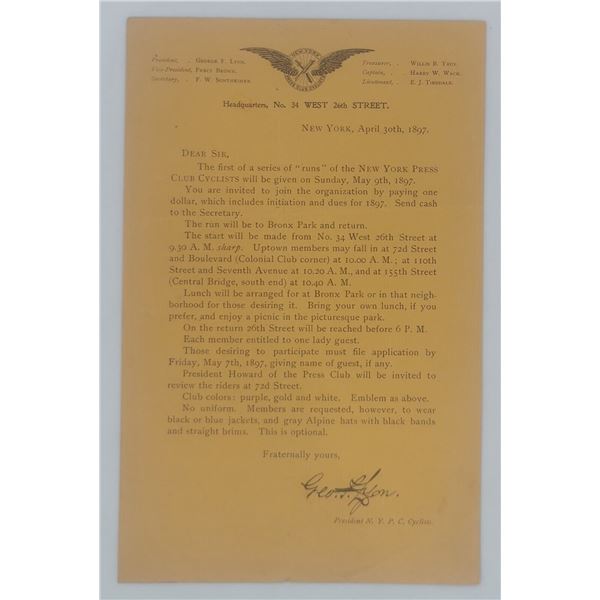 President, . George F. Lyon.
Vice-President, Percy Brown.
Secretary, . F. W. Sontheimer.
NEW YORK
PRESS CLUB CYCLISTS
Treasurer, . . Willis B. Troy.
Captain, . . Harry W. Wack.
Lieutenant, . . E. J. Tinsdale.
Headquarters, No. 34 WEST 26th STREET.
New York, April 30th, 1897.
Dear Sir,
The first of a series of "runs" of the New York Press
Club Cyclists will be given on Sunday, May 9th, 1897.
You are invited to join the organization by paying one
dollar, which includes initiation and dues for 1897. Send cash
to the Secretary.
The run will be to Bronx Park and return.
The start will be made from No. 34 West 26th Street at
9.30 A. M. sharp. Uptown members may fall in at 72d Street
and Boulevard (Colonial Club corner) at 10.00 A. M.; at 110th
Street and Seventh Avenue at 10.20 A. M., and at 155th Street
(Central Bridge, south end) at 10.40 A. M.
Lunch will be arranged for at Bronx Park or in that neigh-
borhood for those desiring it. Bring your own lunch, if you
prefer, and enjoy a picnic in the picturesque park.
On the return 26th Street will be reached before 6 P. M.
Each member entitled to one lady guest.
Those desiring to participate must file application by
Friday, May 7th, 1897, giving name of guest, if any.
President Howard of the Press Club will be invited to
review the riders at 72d Street.
Club colors: purple, gold and white. Emblem as above.
No uniform. Members are requested, however, to wear
black or blue jackets, and gray Alpine hats with black bands
and straight brims. This is optional.
Fraternally yours,
Geo. F. Lyon.
President N. Y. P. C. Cyclists.